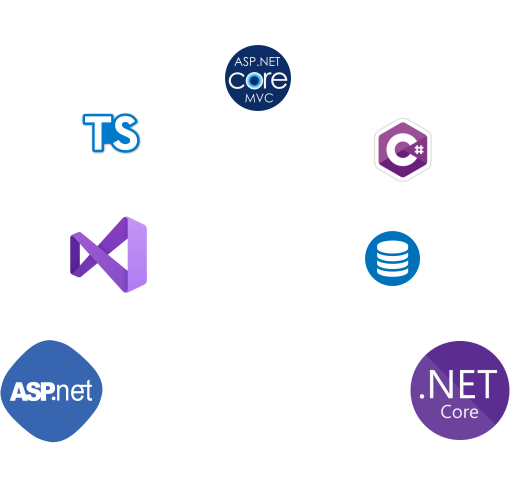 ASP.NET
core
MVC
TS
C#
ASP.net
.NET
Core